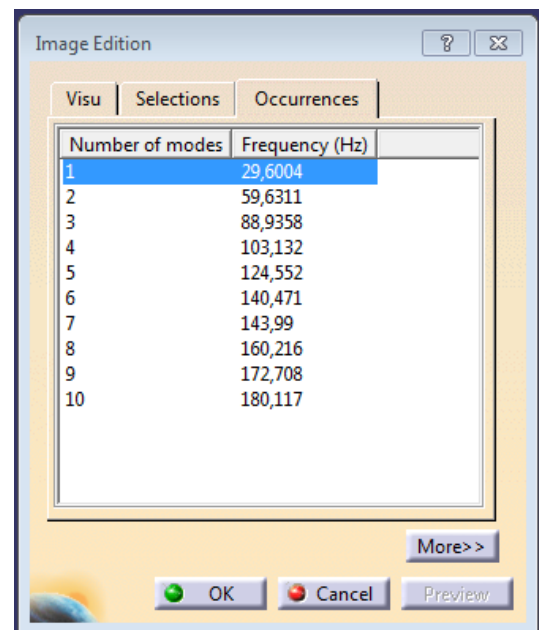 Image Edition
Visu Selections Occurrences
Number of modes Frequency (Hz)
1 29,6004
2 59,6311
3 88,9358
4 103,132
5 124,552
6 140,471
7 143,99
8 160,216
9 172,708
10 180,117
More>>
OK Cancel Preview